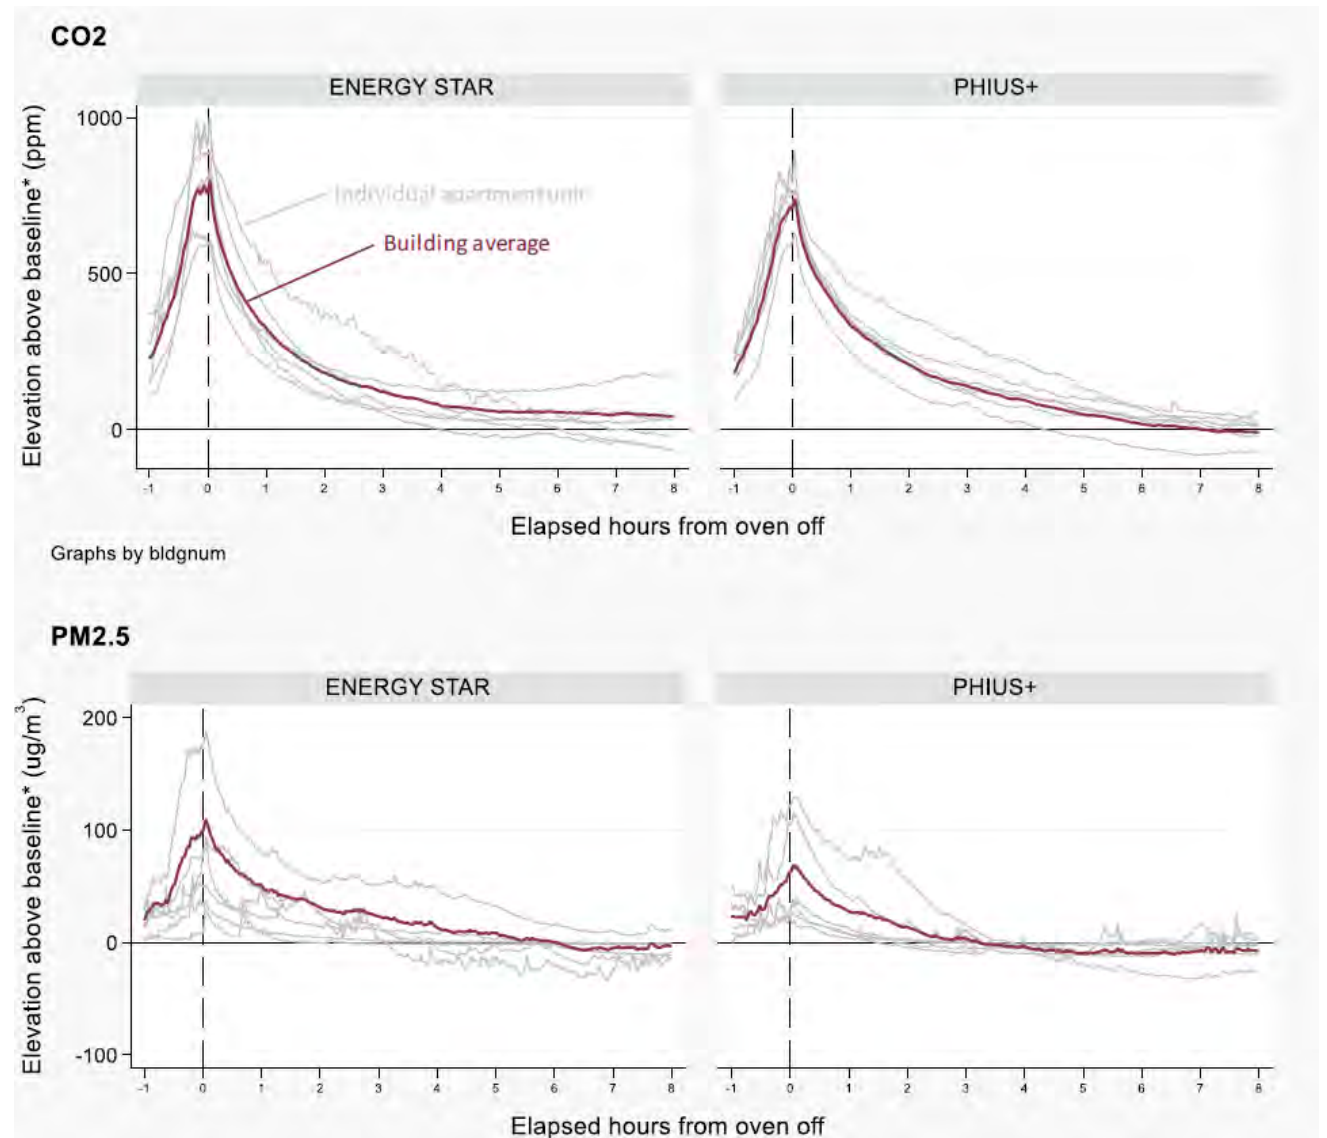 CO2
ENERGY STAR
PHIUS+
Elevation above baseline* (ppm)
1000
500
0
Individual apartment unit
Building average
-1 0 1 2 3 4 5 6 7 8
-1 0 1 2 3 4 5 6 7 8
Elapsed hours from oven off
Graphs by bldgnum
PM2.5
ENERGY STAR
PHIUS+
Elevation above baseline* (ug/m³)
200
100
0
-100
-1 0 1 2 3 4 5 6 7 8
-1 0 1 2 3 4 5 6 7 8
Elapsed hours from oven off